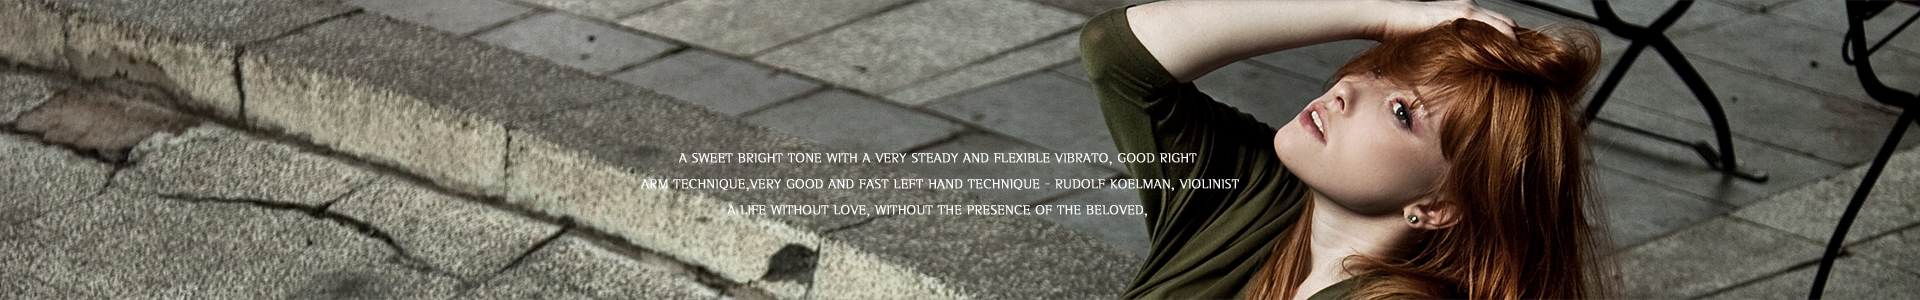 A SWEET BRIGHT TONE WITH A VERY STEADY AND FLEXIBLE VIBRATO, GOOD RIGHT
ARM TECHNIQUE,VERY GOOD AND FAST LEFT HAND TECHNIQUE - RUDOLF KOELMAN, VIOLINIST
A LIFE WITHOUT LOVE, WITHOUT THE PRESENCE OF THE BELOVED,